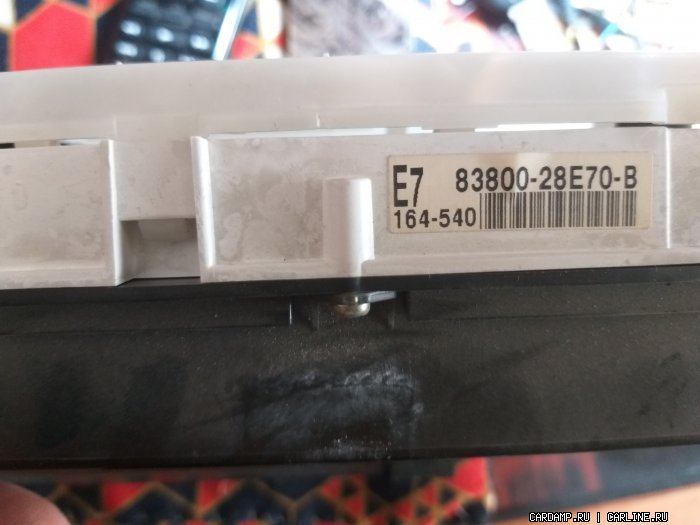 E7 83800-28E70-B
164-540
CARDAMP.RU | CARLINE.RU